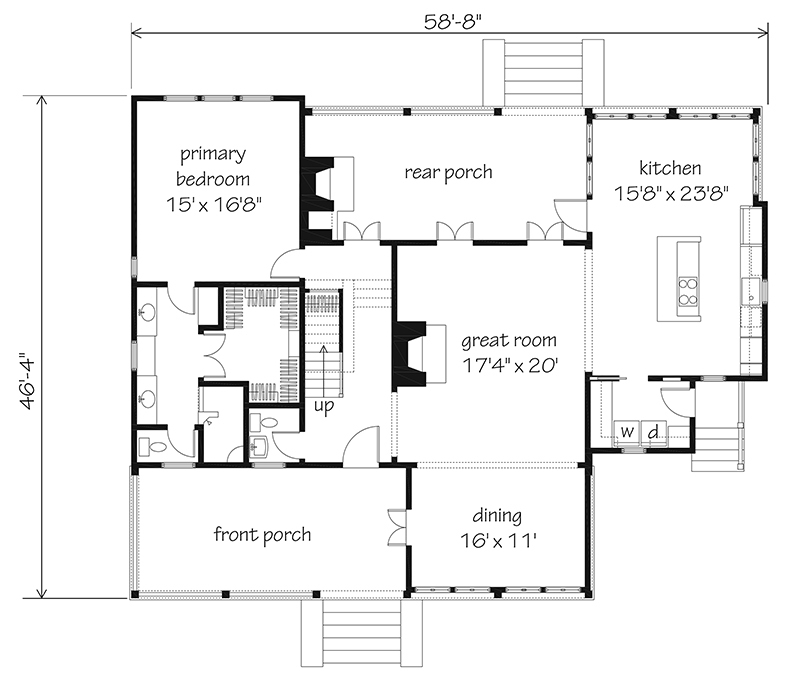 58'-8"
primary
bedroom
15' x 16'8"
rear porch
kitchen
15'8" x 23'8"
46'-4"
great room
17'4" x 20'
up
w d
front porch
dining
16' x 11'